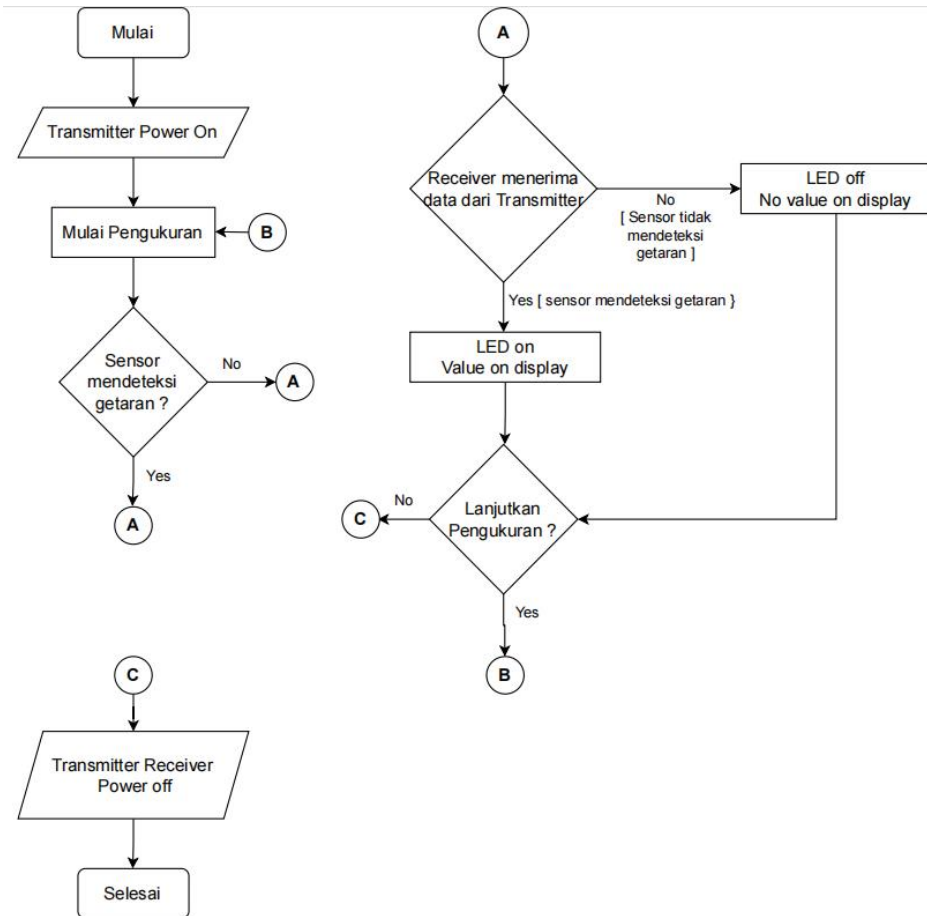 Mulai
Transmitter Power On
Mulai Pengukuran
B
Sensor
mendeteksi
getaran ?
No
A
Yes
A
A
Receiver menerima
data dari Transmitter
No
[ Sensor tidak
mendeteksi
getaran ]
LED off
No value on display
Yes [ sensor mendeteksi getaran }
LED on
Value on display
Lanjutkan
Pengukuran ?
No
C
Yes
B
C
Transmitter Receiver
Power off
Selesai